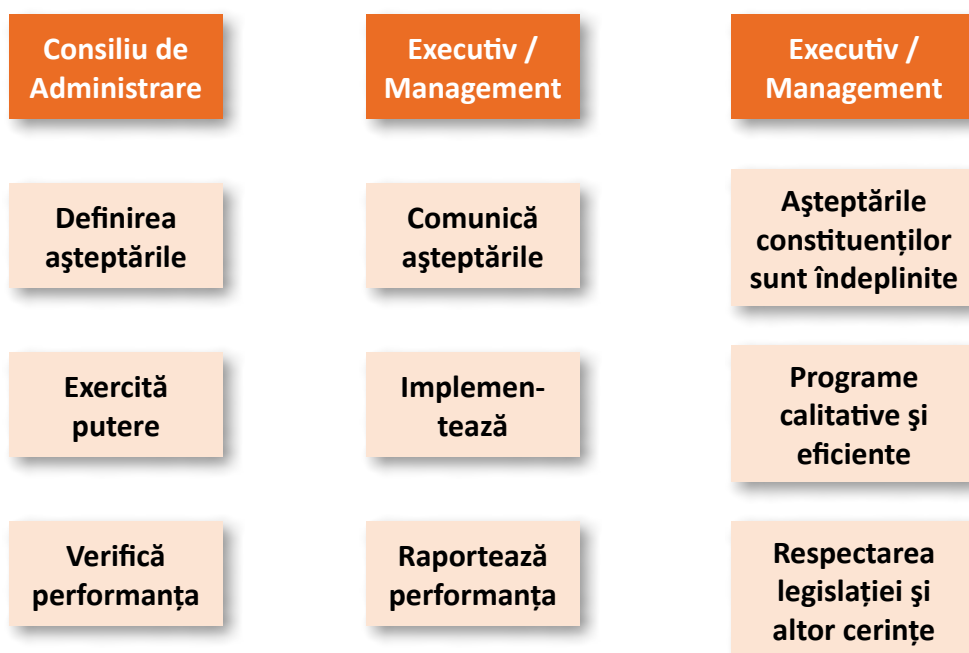 Consiliu de
Administrare
Executiv /
Management
Executiv /
Management
Definirea
aşteptările
Comunică
aşteptările
Aşteptările
constituenților
sunt îndeplinite
Exercită
putere
Implemen-
tează
Programe
calitative şi
eficiente
Verifică
performanța
Raportează
performanța
Respectarea
legislației şi
altor cerințe